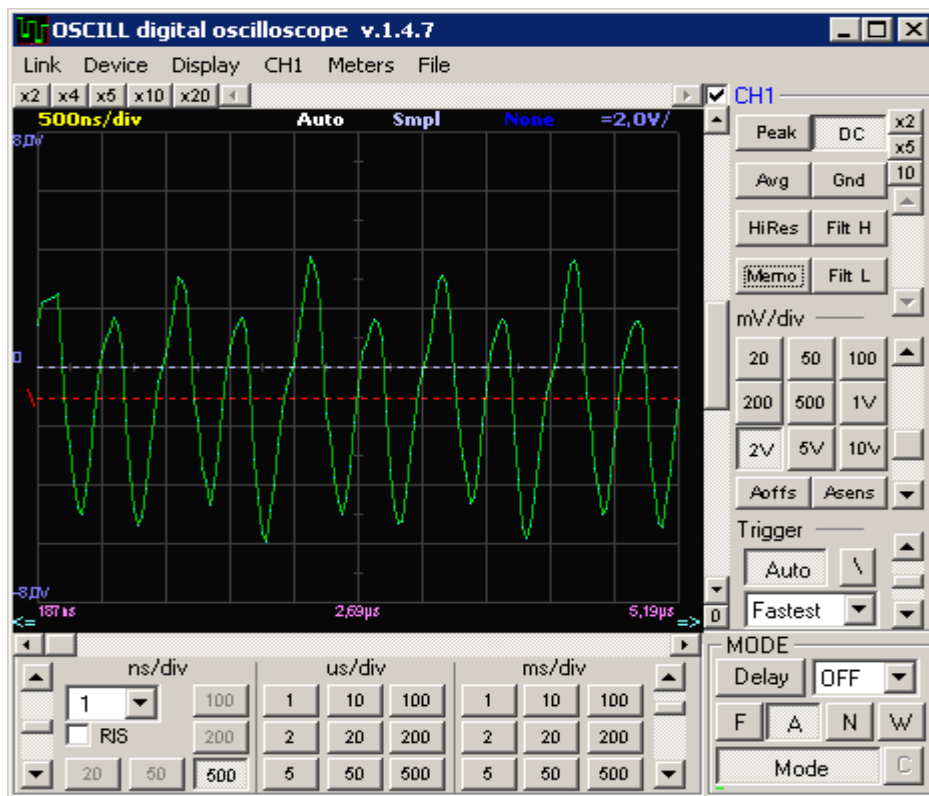 OSCILL digital oscilloscope v.1.4.7
Link Device Display CH1 Meters File
x2 x4 x5 x10 x20 CH1
500ns/div Auto Smpl None =2,0V/
8,0V
Peak DC x2
x5
Avg Gnd 10
HiRes Filt H
Memo Filt L
mV/div
0
20 50 100
200 500 1V
2V 5V 10V
Aoffs Asens
Trigger
Auto \
-8,0V
Fastest
187ns 2,69µs 5,19µs
<= => 0
MODE
ns/div us/div ms/div
Delay OFF
1 100 1 10 100 1 10 100
RIS 200 2 20 200 2 20 200
F A N W
20 50 500 5 50 500 5 50 500
Mode C